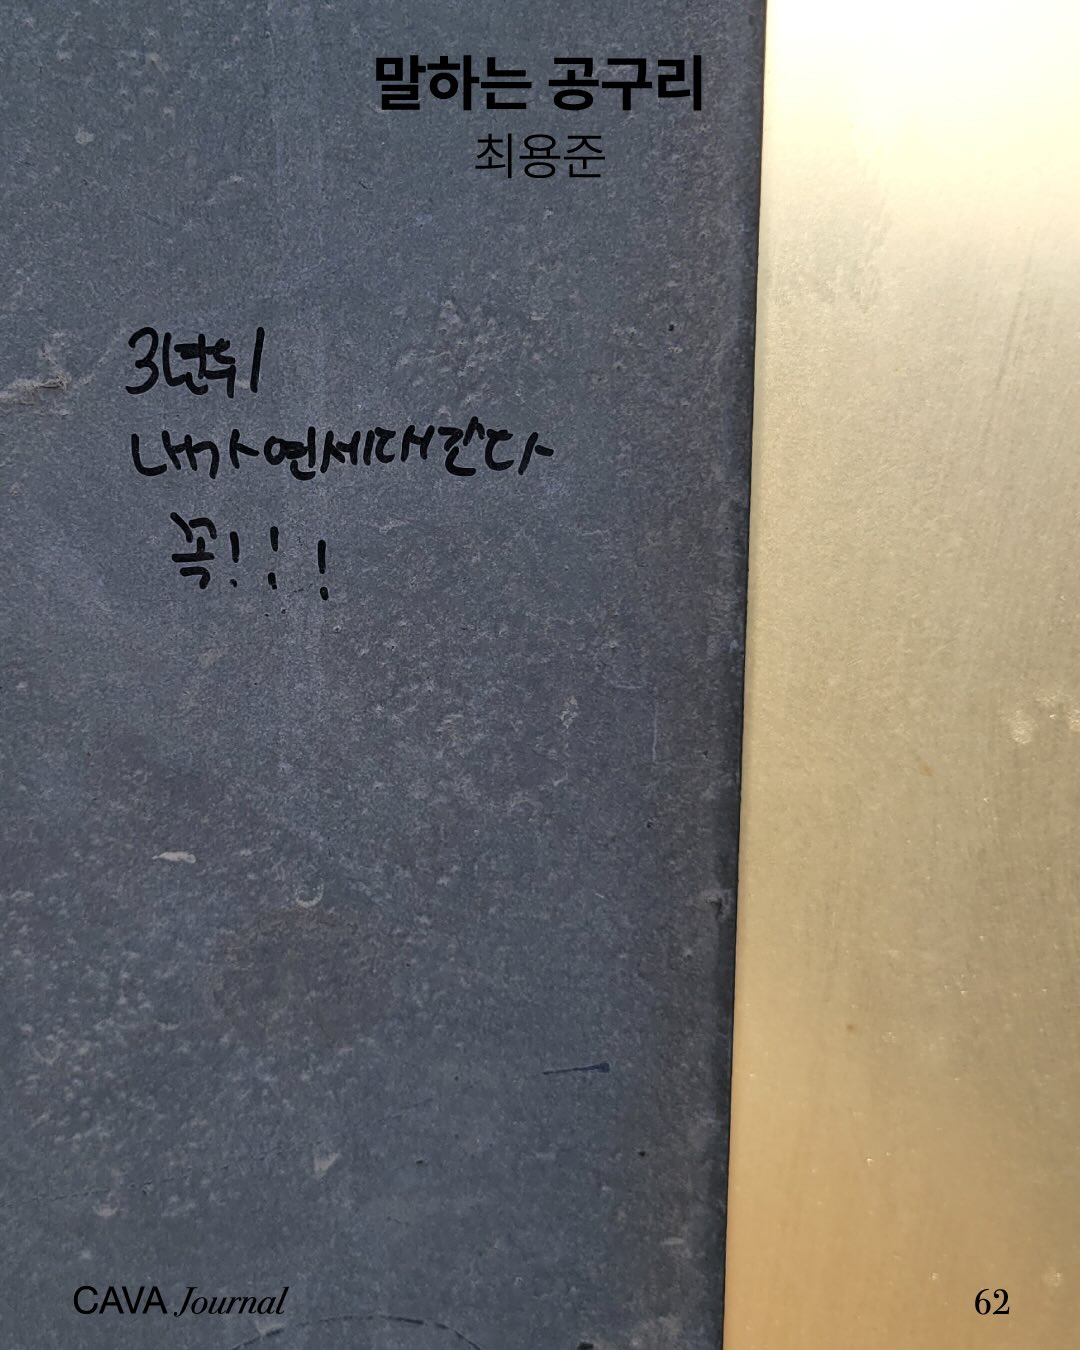 말하는 공구리
최용준
3년뒤
내가 연세대 간다
꼭!!!
CAVA Journal
62